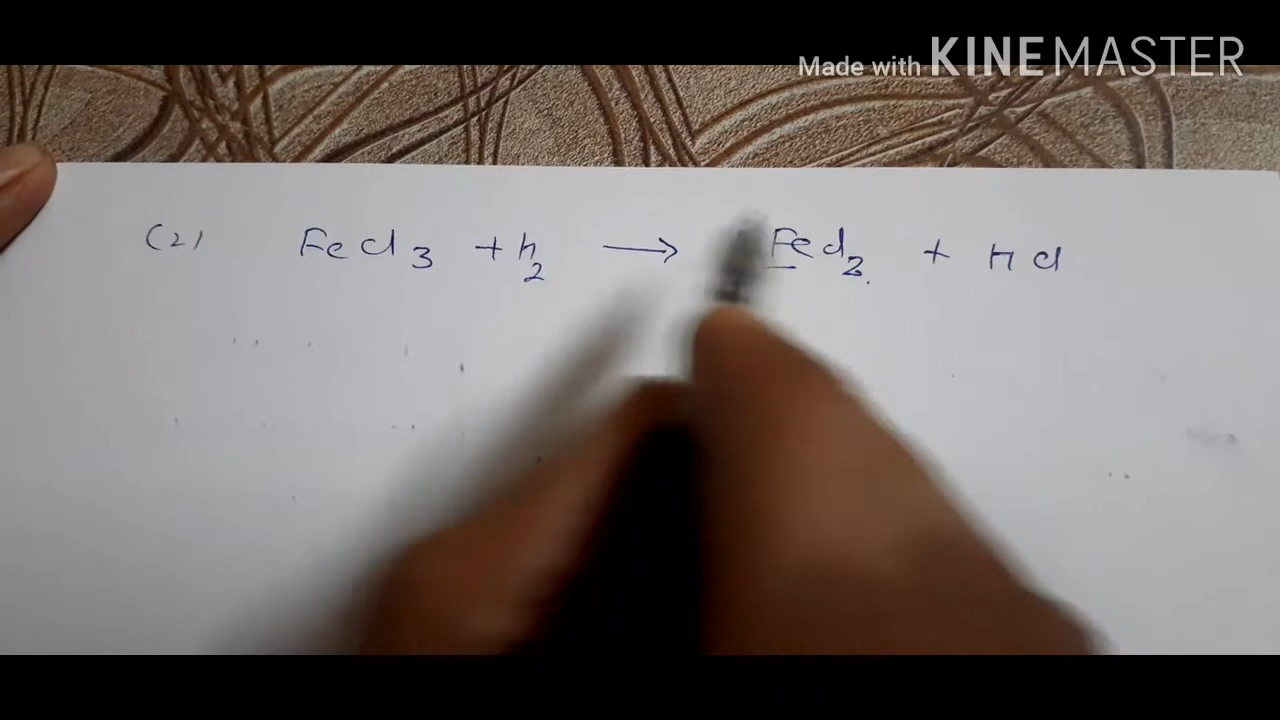 Made with KINEMASTER
(2) FeCl3 + H2 → FeCl2 + HCl